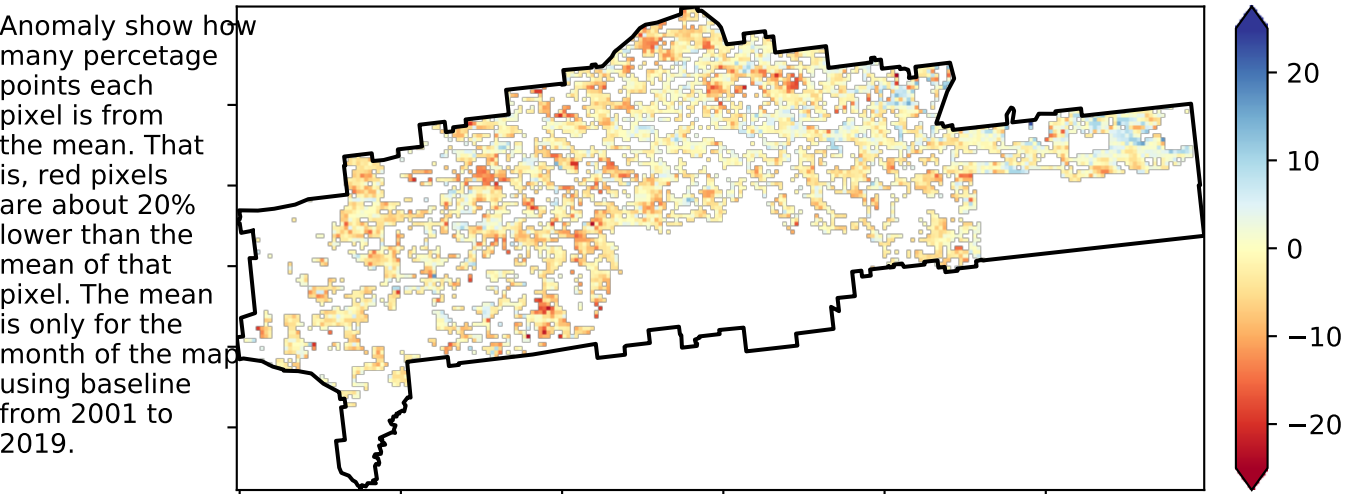 Anomaly show how
many percetage
points each
pixel is from
the mean. That
is, red pixels
are about 20%
lower than the
mean of that
pixel. The mean
is only for the
month of the map
using baseline
from 2001 to
2019.
20
10
0
−10
−20